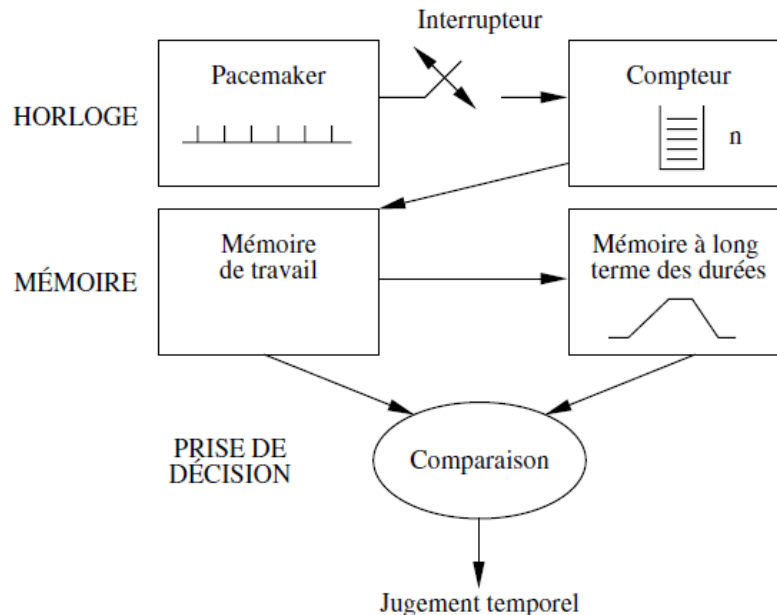 Interrupteur
Pacemaker
Compteur
HORLOGE
n
Mémoire
de travail
Mémoire à long
terme des durées
MÉMOIRE
PRISE DE
DÉCISION
Comparaison
Jugement temporel